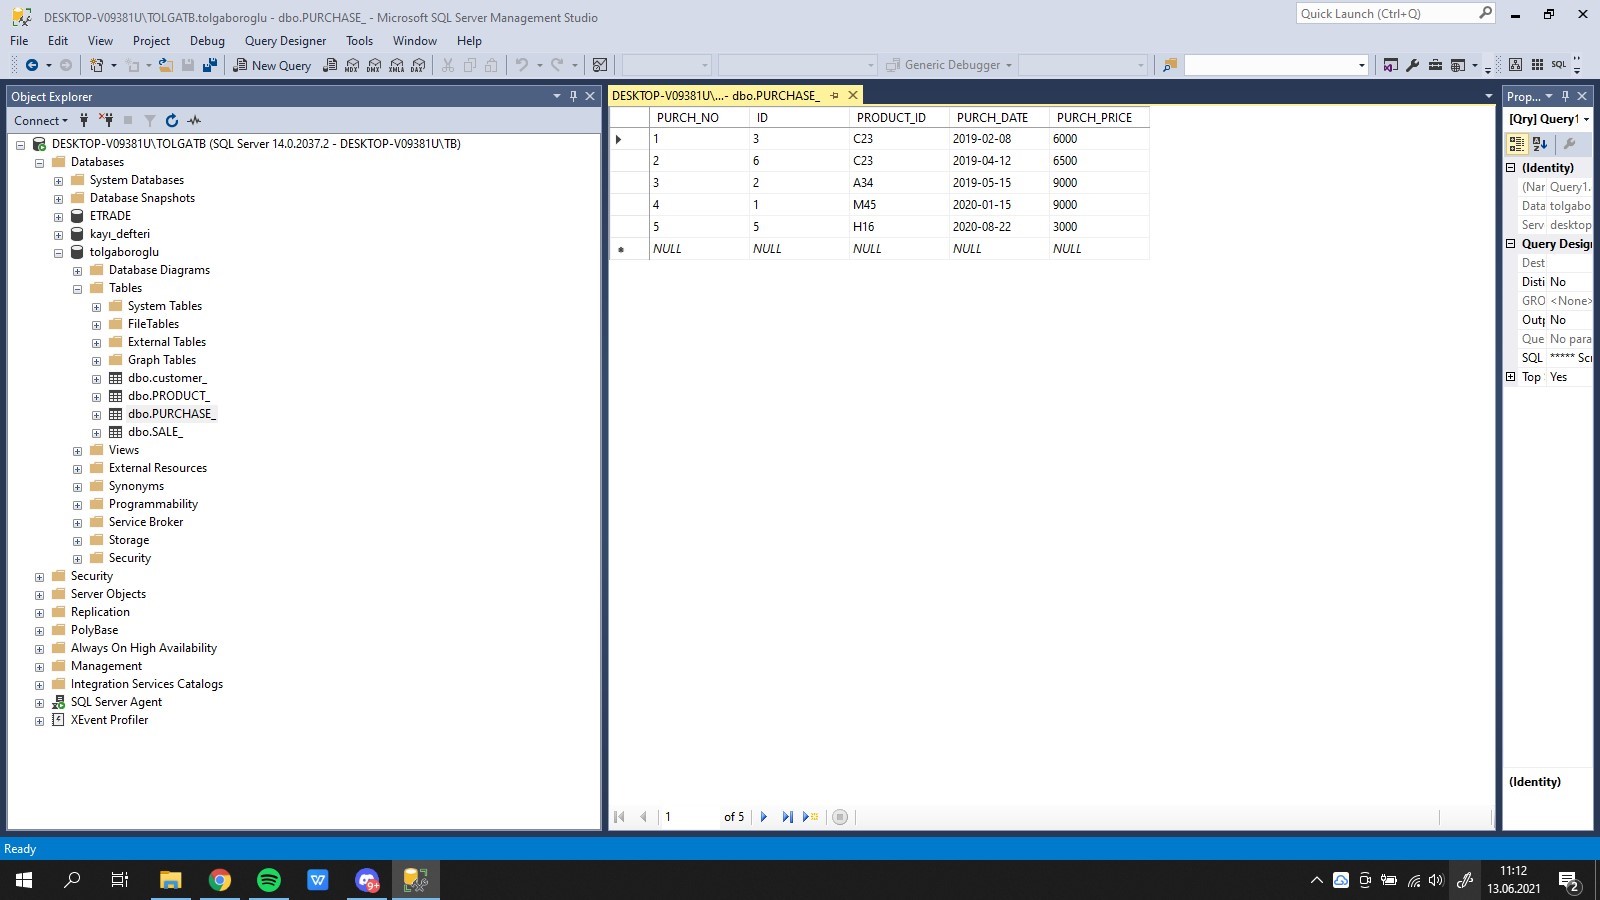 DESKTOP-V09381U\TOLGATB.tolgaboroglu - dbo.PURCHASE_ - Microsoft SQL Server Management Studio
Quick Launch (Ctrl+Q)
File Edit View Project Debug Query Designer Tools Window Help
New Query MDX DMX XMLA DAX Generic Debugger SQL
Object Explorer
Connect
DESKTOP-V09381U\TOLGATB (SQL Server 14.0.2037.2 - DESKTOP-V09381U\TB)
Databases
System Databases
Database Snapshots
ETRADE
kayı_defteri
tolgaboroglu
Database Diagrams
Tables
System Tables
FileTables
External Tables
Graph Tables
dbo.customer_
dbo.PRODUCT_
dbo.PURCHASE_
dbo.SALE_
Views
External Resources
Synonyms
Programmability
Service Broker
Storage
Security
Security
Server Objects
Replication
PolyBase
Always On High Availability
Management
Integration Services Catalogs
SQL Server Agent
XEvent Profiler
DESKTOP-V09381U\...- dbo.PURCHASE_
PURCH_NO ID PRODUCT_ID PURCH_DATE PURCH_PRICE
1 3 C23 2019-02-08 6000
2 6 C23 2019-04-12 6500
3 2 A34 2019-05-15 9000
4 1 M45 2020-01-15 9000
5 5 H16 2020-08-22 3000
NULL NULL NULL NULL NULL
1 of 5
Prop...
[Qry] Query1
(Identity)
(Nar Query1.
Data tolgabo
Serv desktop
Query Desig
Dest
Disti No
GRO <None>
Outp No
Que No para
SQL ***** Scr
Top Yes
(Identity)
Ready
W
9+
11:12
13.06.2021
2